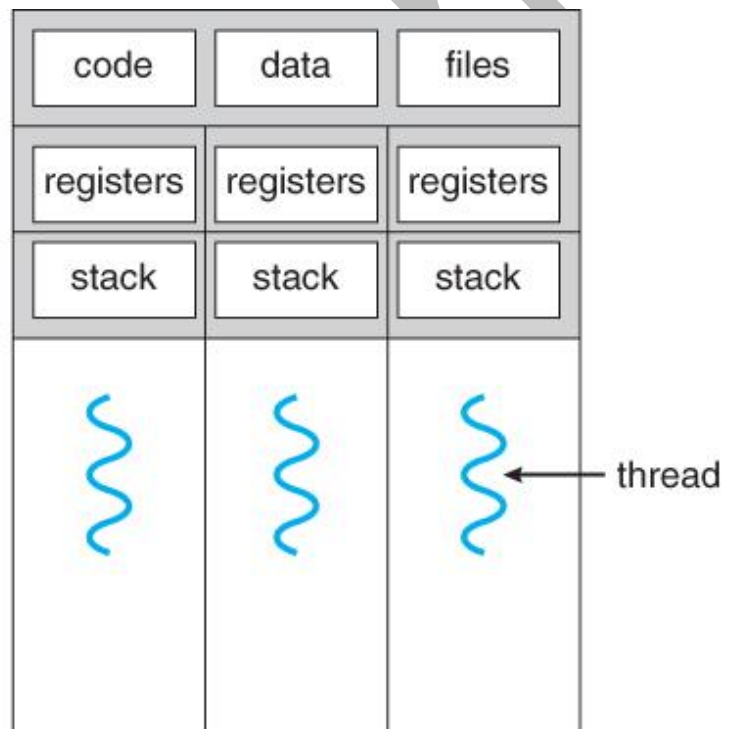 code data files
registers registers registers
stack stack stack
thread